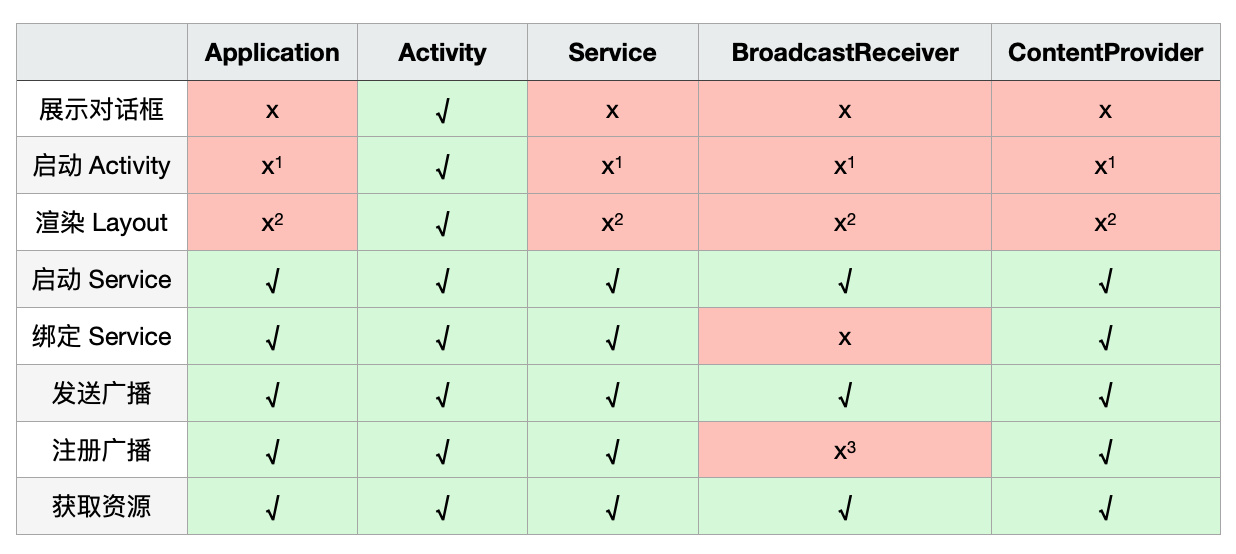 Application Activity Service BroadcastReceiver ContentProvider
展示对话框 x √ x x x
启动 Activity x¹ √ x¹ x¹ x¹
渲染 Layout x² √ x² x² x²
启动 Service √ √ √ √ √
绑定 Service √ √ √ x √
发送广播 √ √ √ √ √
注册广播 √ √ √ x³ √
获取资源 √ √ √ √ √